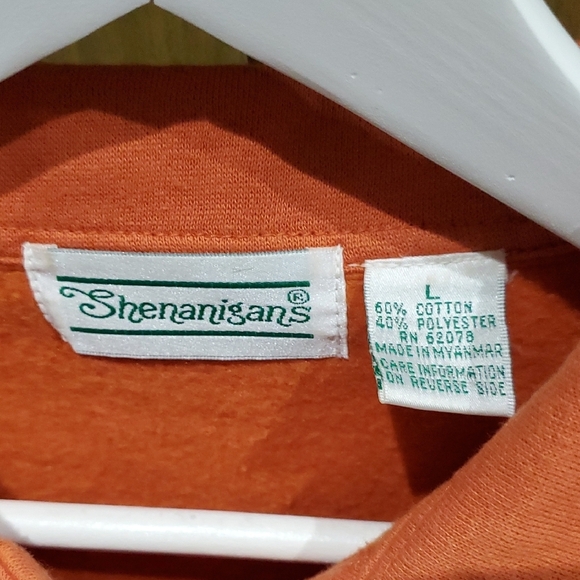 Shenanigans®
L
60% COTTON
40% POLYESTER
RN 62078
MADE IN MYANMAR
CARE INFORMATION
ON REVERSE SIDE